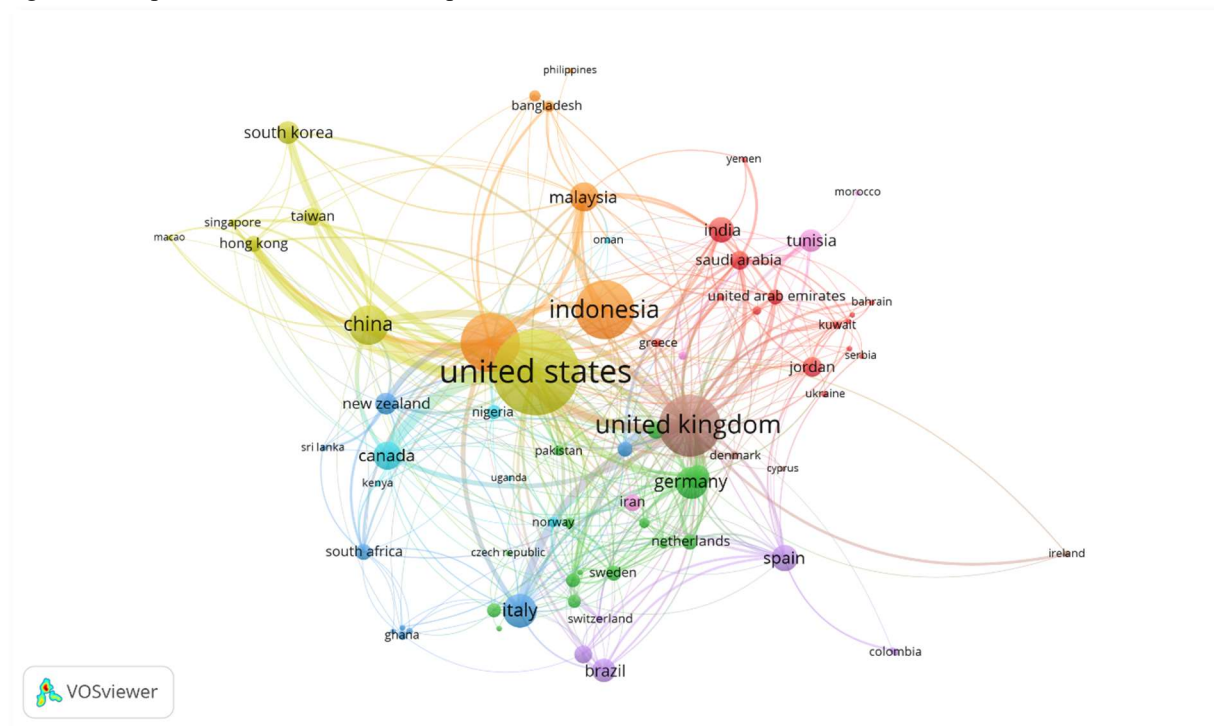 philippines
bangladesh
south korea
yemen
morocco
malaysia
taiwan
singapore
india
macao
hong kong
oman
tunisia
saudi arabia
united arab emirates
bahrain
indonesia
china
kuwait
greece
serbia
united states
jordan
ukraine
new zealand
nigeria
united kingdom
sri lanka
canada
pakistan
denmark
cyprus
kenya
uganda
germany
iran
norway
netherlands
south africa
czech republic
spain
ireland
sweden
italy
switzerland
ghana
colombia
brazil
VOSviewer